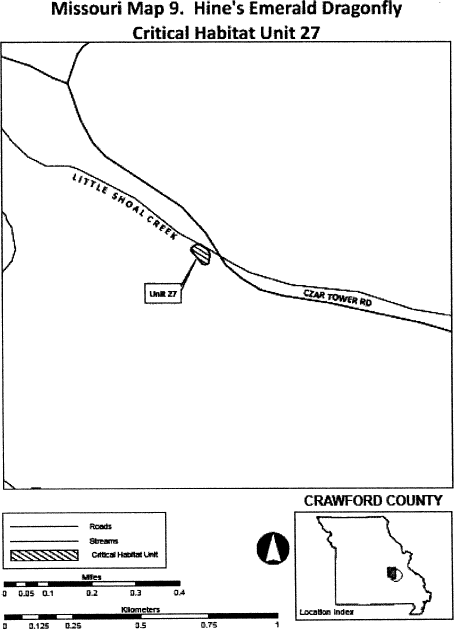 Missouri Map 9. Hine's Emerald Dragonfly
Critical Habitat Unit 27
LITTLE SHOAL CREEK
Unit 27
CZAR TOWER RD
CRAWFORD COUNTY
Roads
Streams
Critical Habitat Unit
Miles
0 0.05 0.1 0.2 0.3 0.4
Kilometers
0 0.125 0.25 0.5 0.75 1
Location Index